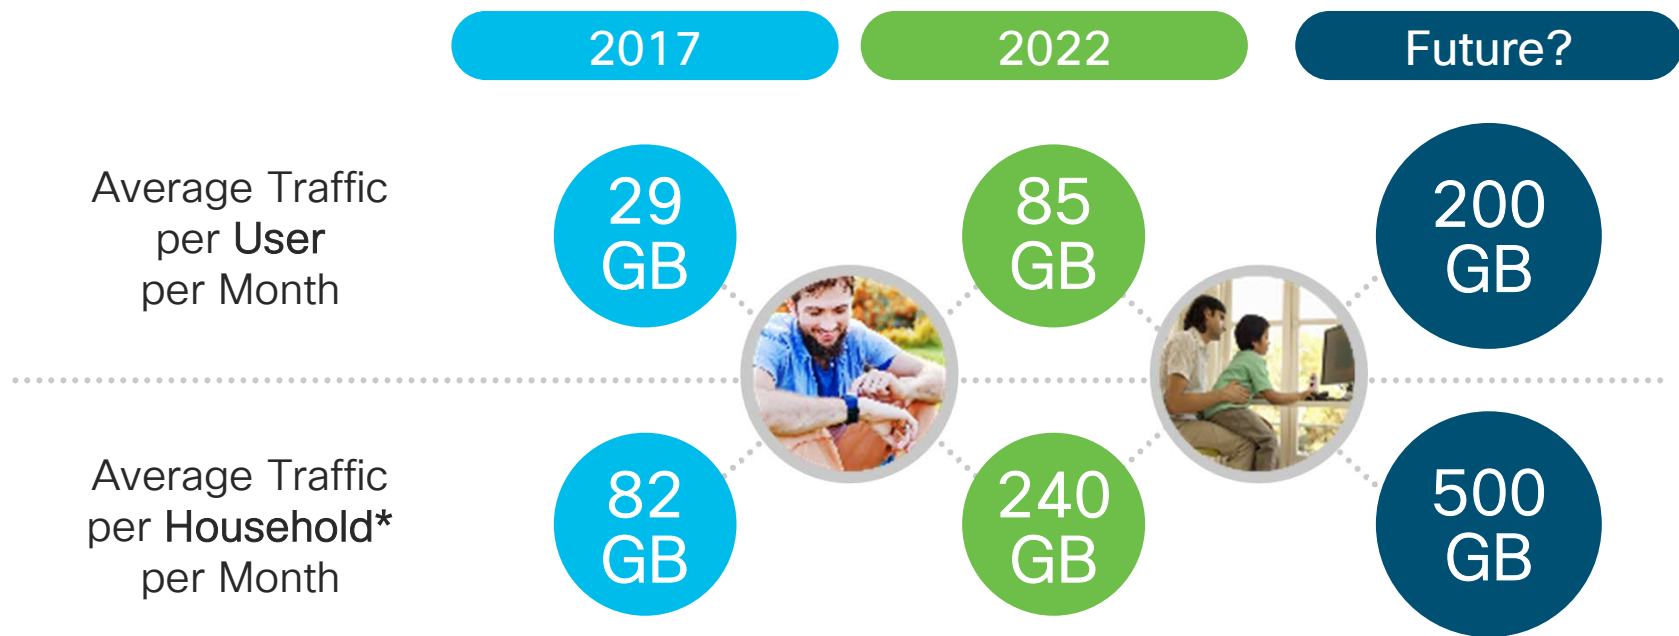 2017 2022 Future?
Average Traffic
per User
per Month
29
GB
85
GB
200
GB
Average Traffic
per Household*
per Month
82
GB
240
GB
500
GB